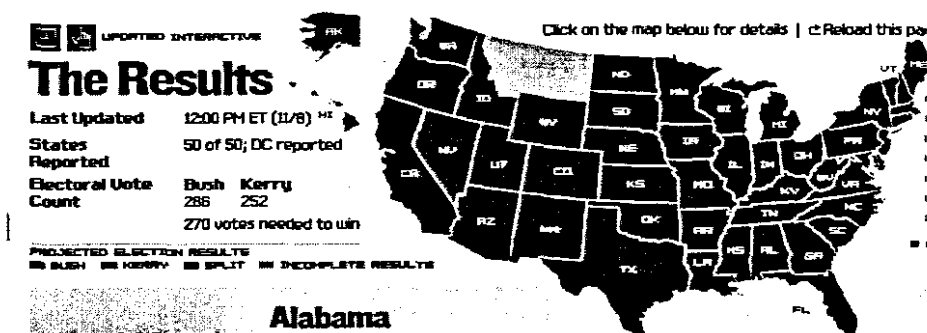 UPDATED INTERACTIVE
The Results
Last Updated 12:00 PM ET (11/8)
States Reported 50 of 50; DC reported
Electoral Vote Count Bush Kerry
286 252
270 votes needed to win
PROJECTED ELECTION RESULTS
BUSH KERRY SPLIT INCOMPLETE RESULTS
Click on the map below for details | Reload this pa
AK
HI
WA
OR
ID
WY
NV
UT
CO
CA
AZ
NM
ND
SD
NE
KS
OK
TX
MN
IA
MO
AR
LA
WI
IL
MI
IN
OH
KY
TN
MS
AL
GA
FL
SC
NC
VA
WV
PA
NY
VT
ME
Alabama